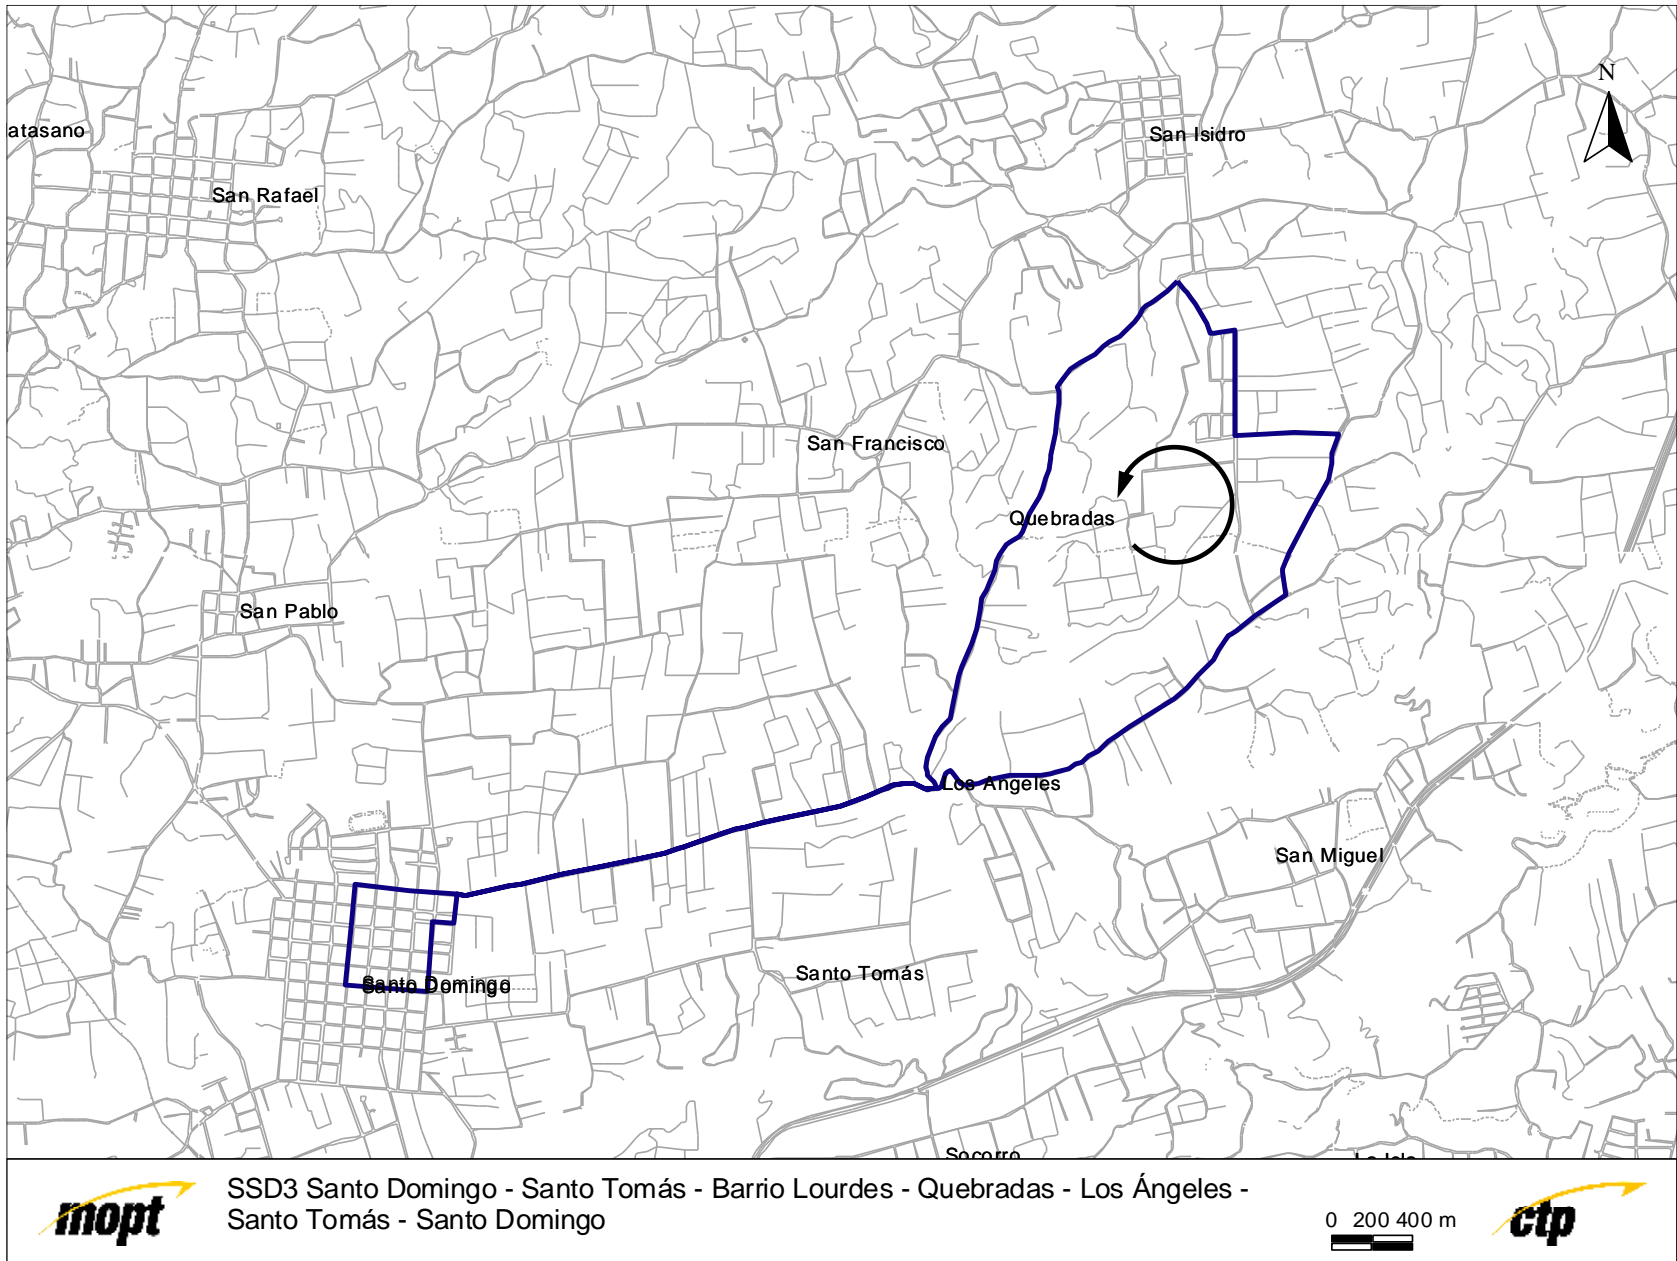 N
atasano
San Isidro
San Rafael
San Francisco
Quebradas
San Pablo
Los Angeles
San Miguel
Santo Tomás
Santo Domingo
Socorro
mopt
SSD3 Santo Domingo - Santo Tomás - Barrio Lourdes - Quebradas - Los Ángeles -
Santo Tomás - Santo Domingo
0 200 400 m
ctp